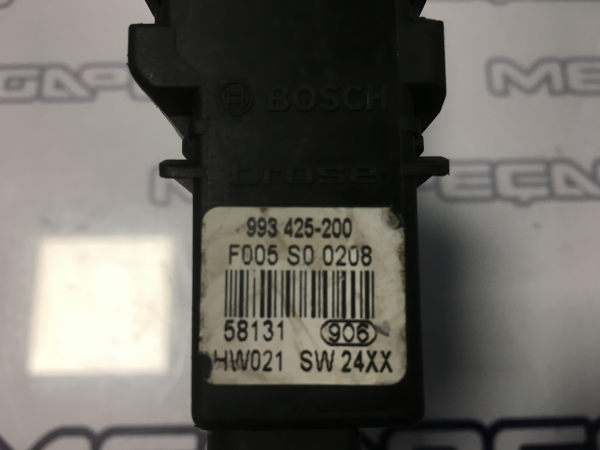 BOSCH
brose
993 425-200
F005 S0 0208
58131 906
HW021 SW 24XX